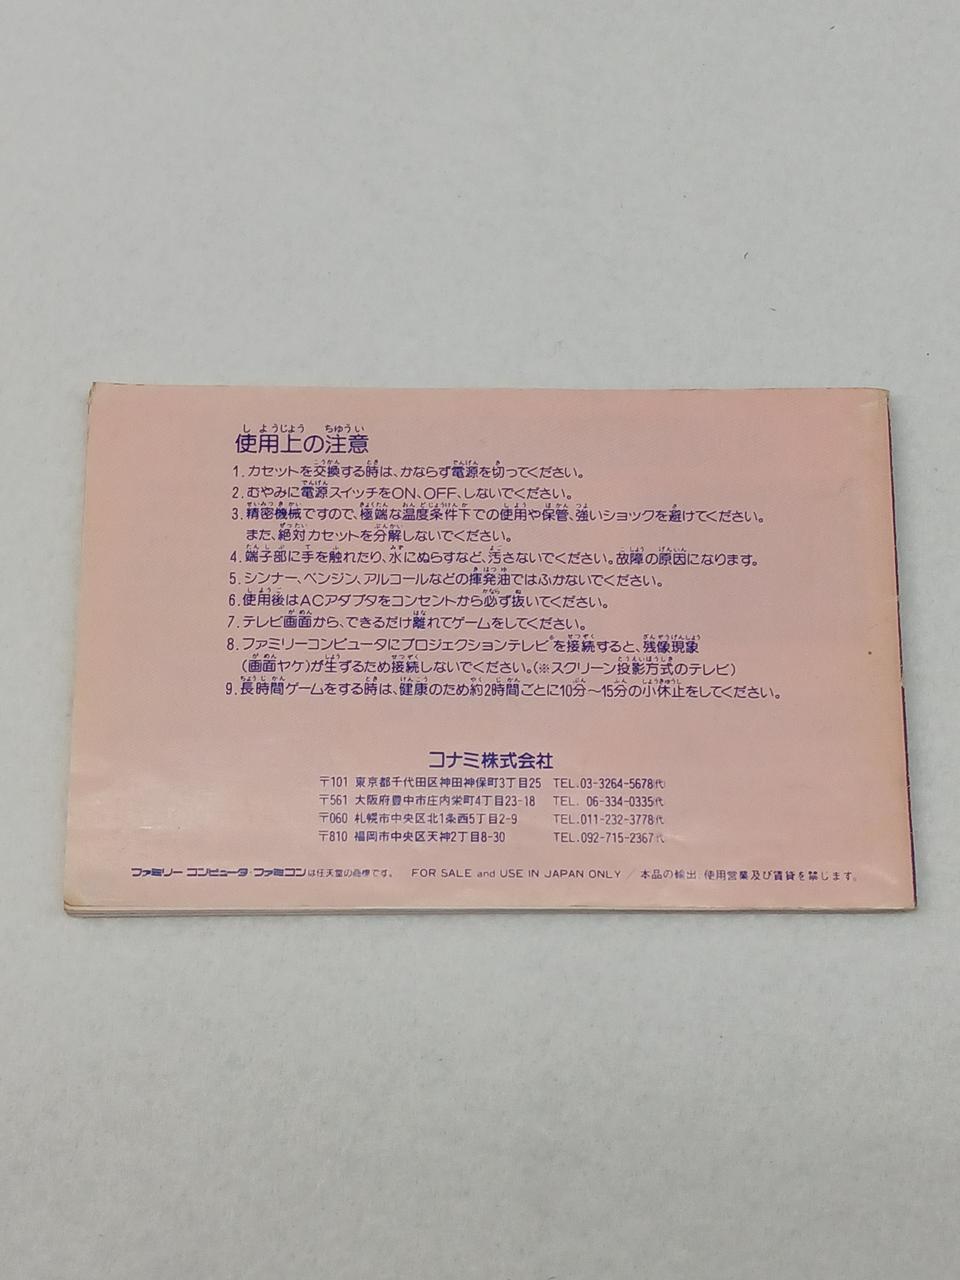 使用上の注意
1. カセットを交換する時は、かならず電源を切ってください。
2. むやみに電源スイッチをON、OFF、しないでください。
3. 精密機械ですので、極端な温度条件下での使用や保管、強いショックを避けてください。
また、絶対カセットを分解しないでください。
4. 端子部に手を触れたり、水にぬらすなど、汚さないでください。故障の原因になります。
5. シンナー、ベンジン、アルコールなどの揮発油ではふかないでください。
6. 使用後はACアダプタをコンセントから必ず抜いてください。
7. テレビ画面から、できるだけ離れてゲームをしてください。
8. ファミリーコンピュータにプロジェクションテレビ※を接続すると、残像現象
(画面ヤケ)が生ずるため接続しないでください。(※スクリーン投影方式のテレビ)
9. 長時間ゲームをする時は、健康のため約2時間ごとに10分〜15分の小休止をしてください。
コナミ株式会社
〒101 東京都千代田区神田神保町3丁目25 TEL.03-3264-5678㈹
〒561 大阪府豊中市庄内栄町4丁目23-18 TEL. 06-334-0335㈹
〒060 札幌市中央区北1条西5丁目2-9 TEL.011-232-3778㈹
〒810 福岡市中央区天神2丁目8-30 TEL.092-715-2367㈹
ファミリーコンピュータ・ファミコンは任天堂の商標です。 FOR SALE and USE IN JAPAN ONLY / 本品の輸出、使用営業及び賃貸を禁じます。